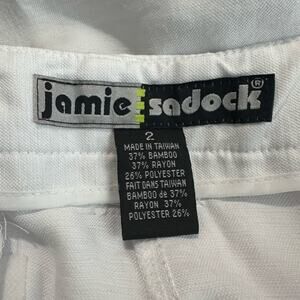 jamie sadock®
2
MADE IN TAIWAN
37% BAMBOO
37% RAYON
26% POLYESTER
FAIT DANS TAIWAN
BAMBOO de 37%
RAYON 37%
POLYESTER 26%